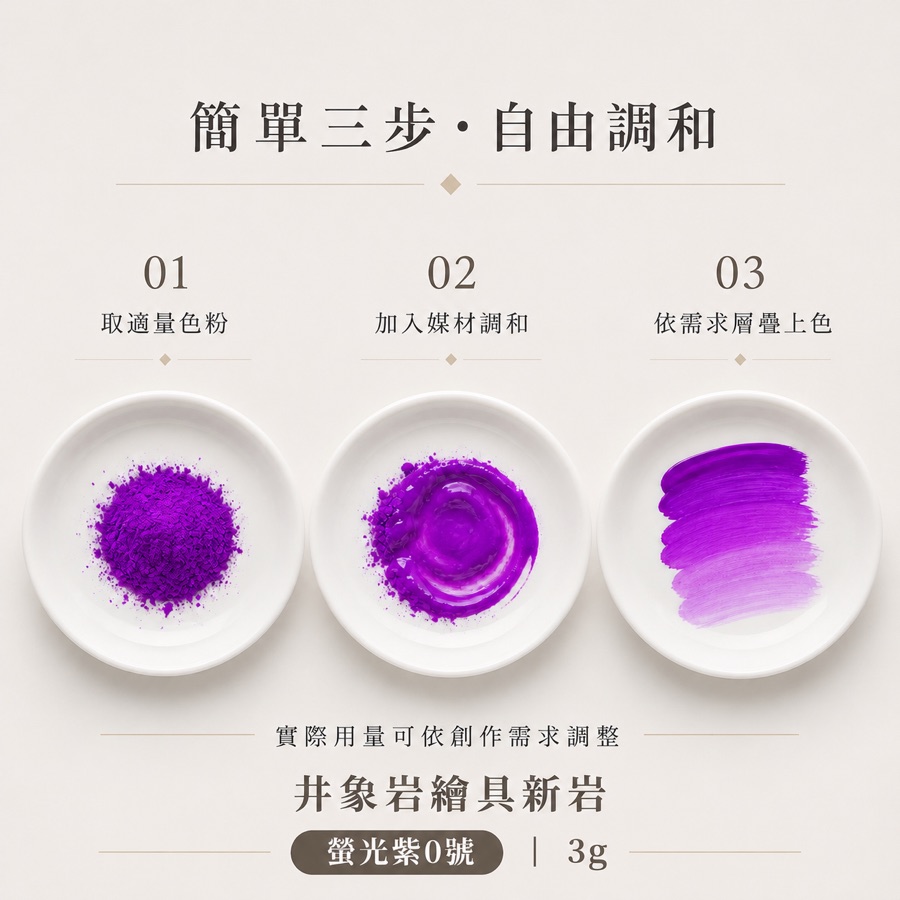 簡單三步·自由調和
01
取適量色粉
02
加入媒材調和
03
依需求層疊上色
實際用量可依創作需求調整
井象岩繪具新岩
螢光紫0號 | 3g